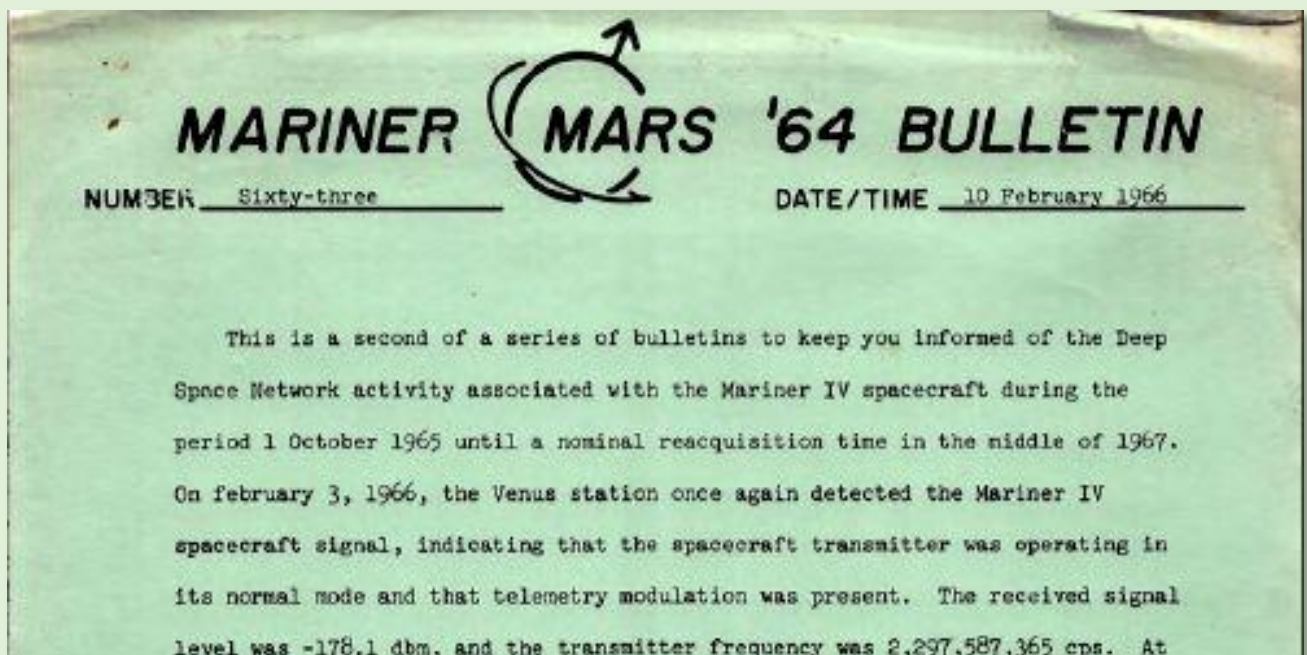 MARINER MARS '64 BULLETIN
NUMBER Sixty-three DATE/TIME 10 February 1966
This is a second of a series of bulletins to keep you informed of the Deep
Space Network activity associated with the Mariner IV spacecraft during the
period 1 October 1965 until a nominal reacquisition time in the middle of 1967.
On february 3, 1966, the Venus station once again detected the Mariner IV
spacecraft signal, indicating that the spacecraft transmitter was operating in
its normal mode and that telemetry modulation was present. The received signal
level was -178.1 dbm, and the transmitter frequency was 2,297,587,365 cps. At